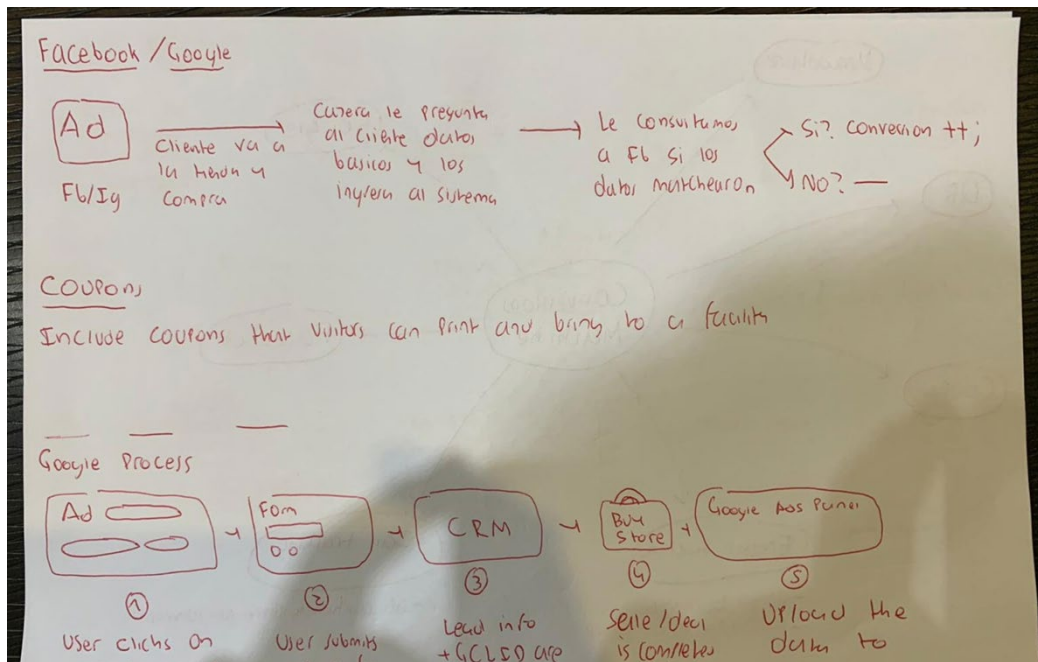 Facebook / Google
Ad
Fb/Ig
Cliente va a
la tienda y
compra
Cajera le pregunta
al cliente datos
basicos y los
ingresa al sistema
Le consultamos
a Fb si los
datos matchearon
Si? Conversion ++;
NO? —
Coupons
Include coupons that visitors can print and bring to a facility
Google Process
Ad
Form
CRM
Buy
Store
Google Ads Panel
1
2
3
4
5
User clicks on
User submits
Lead info
+ GCLID are
Sale/deal
is completed
Upload the
data to